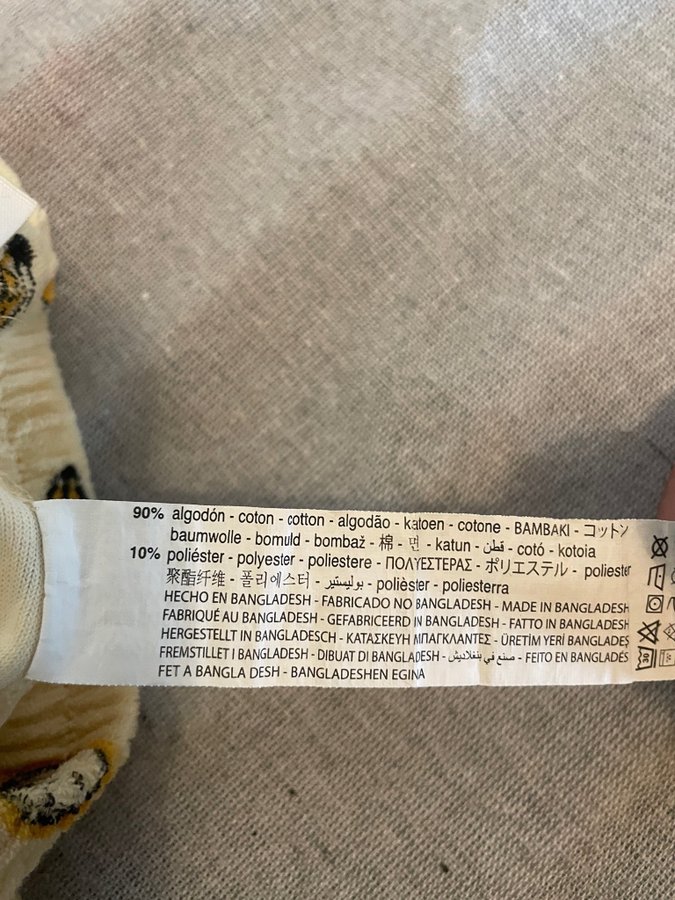 90% algodón - coton - cotton - algodão - katoen - cotone - BAMBAKI - コットン
baumwolle - bomuld - bombaž - 棉 - 면 - katun - قطن - cotó - kotoia
10% poliéster - polyester - poliestere - ΠΟΛΥΕΣΤΕΡΑΣ - ポリエステル - poliester
聚酯纤维 - 폴리에스터 - بوليستير - polièster - poliesterra
HECHO EN BANGLADESH - FABRICADO NO BANGLADESH - MADE IN BANGLADESH
FABRIQUÉ AU BANGLADESH - GEFABRICEERD IN BANGLADESH - FATTO IN BANGLADESH
HERGESTELLT IN BANGLADESCH - ΚΑΤΑΣΚΕΥΗ ΜΠΑΓΚΛΑΝΤΕΣ - ÜRETİM YERİ BANGLADEŞ
FREMSTILLET I BANGLADESH - DIBUAT DI BANGLADESH - صنع في بنغلاديش - FEITO EN BANGLADÉS
FET A BANGLA DESH - BANGLADESHEN EGINA